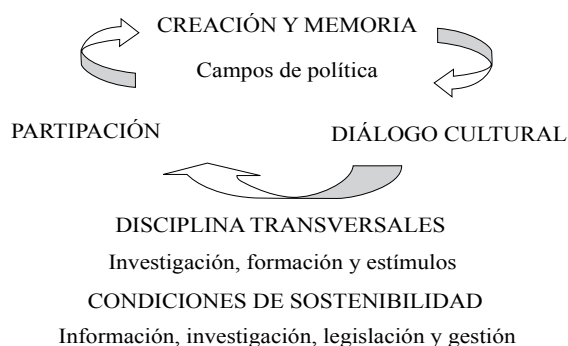 CREACIÓN Y MEMORIA
Campos de política
PARTIPACIÓN
DIÁLOGO CULTURAL
DISCIPLINA TRANSVERSALES
Investigación, formación y estímulos
CONDICIONES DE SOSTENIBILIDAD
Información, investigación, legislación y gestión